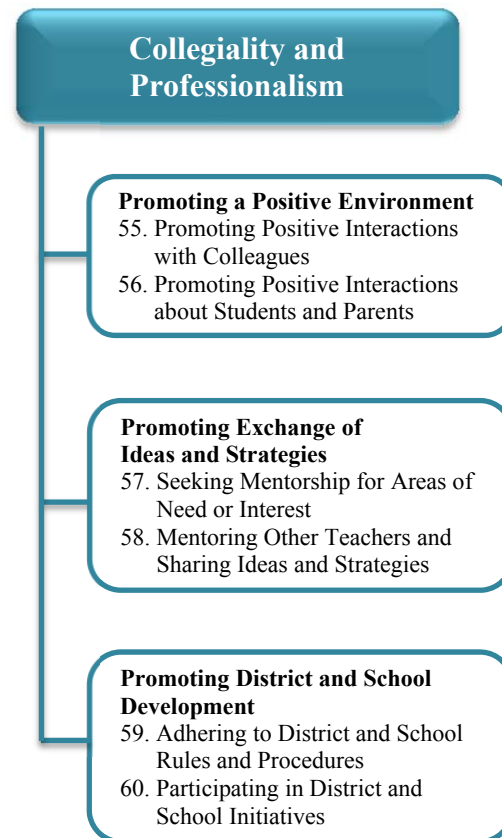 Collegiality and
Professionalism
Promoting a Positive Environment
55. Promoting Positive Interactions
with Colleagues
56. Promoting Positive Interactions
about Students and Parents
Promoting Exchange of
Ideas and Strategies
57. Seeking Mentorship for Areas of
Need or Interest
58. Mentoring Other Teachers and
Sharing Ideas and Strategies
Promoting District and School
Development
59. Adhering to District and School
Rules and Procedures
60. Participating in District and
School Initiatives